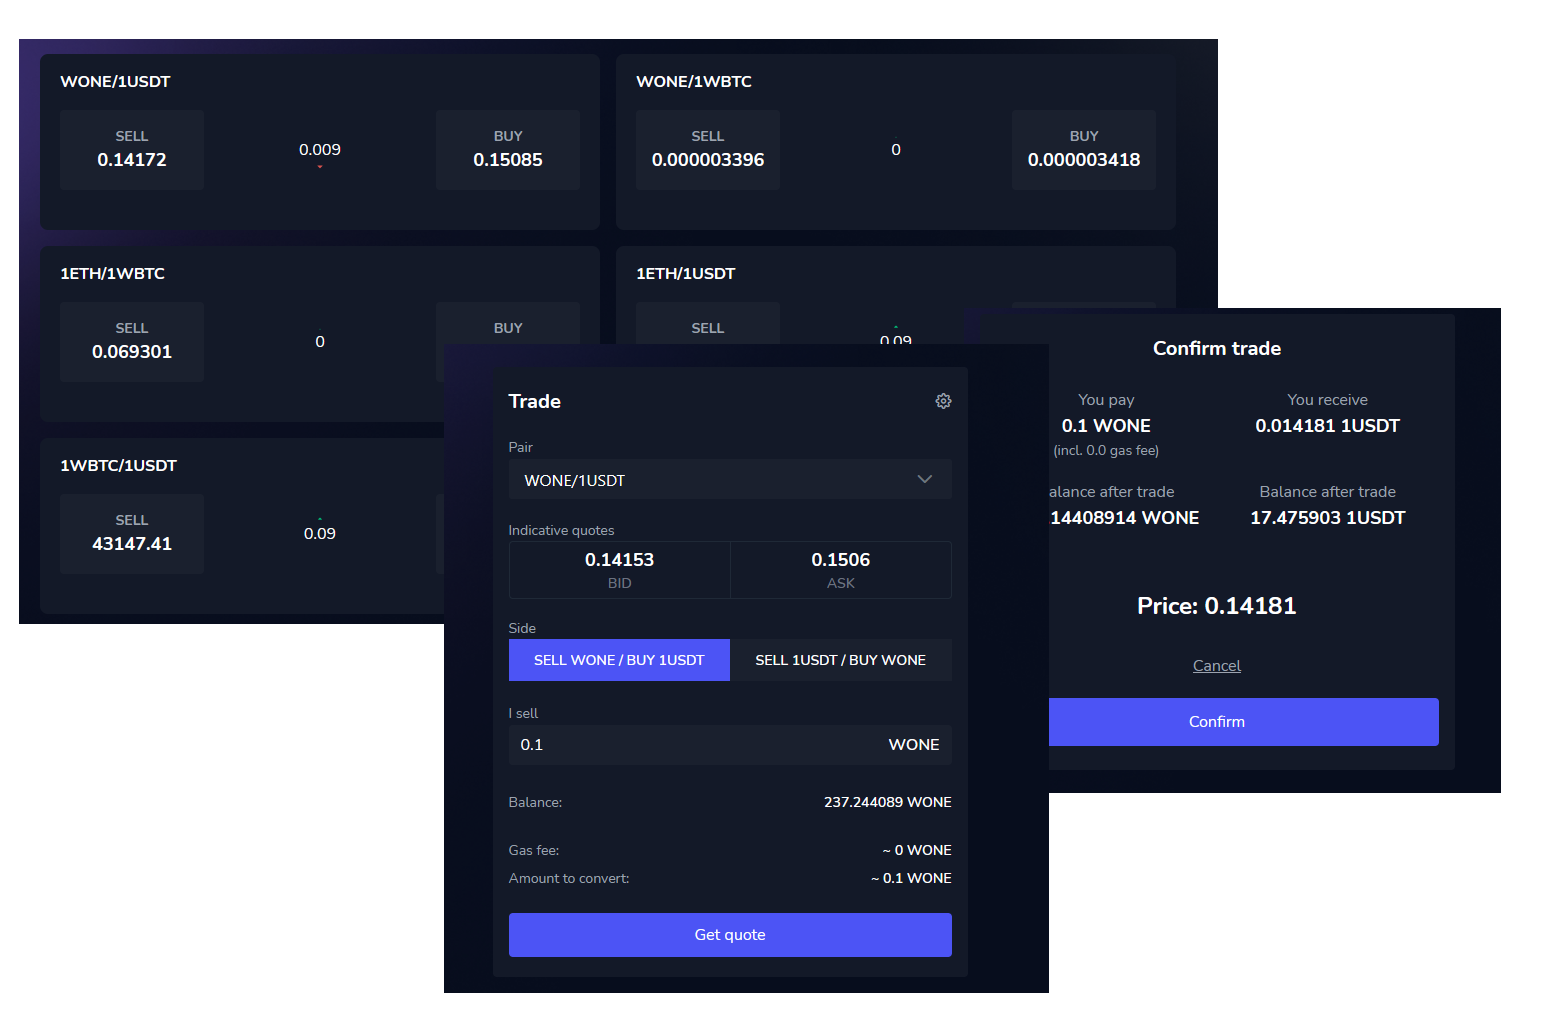 WONE/1USDT
SELL
0.14172
0.009
BUY
0.15085
WONE/1WBTC
SELL
0.000003396
0
BUY
0.000003418
1ETH/1WBTC
SELL
0.069301
0
BUY
1ETH/1USDT
SELL
0.09
1WBTC/1USDT
SELL
43147.41
0.09
Trade
Pair
WONE/1USDT
Indicative quotes
0.14153
BID
0.1506
ASK
Side
SELL WONE / BUY 1USDT
SELL 1USDT / BUY WONE
I sell
0.1 WONE
Balance: 237.244089 WONE
Gas fee: ~ 0 WONE
Amount to convert: ~ 0.1 WONE
Get quote
Confirm trade
You pay
0.1 WONE
(incl. 0.0 gas fee)
You receive
0.014181 1USDT
alance after trade
.14408914 WONE
Balance after trade
17.475903 1USDT
Price: 0.14181
Cancel
Confirm